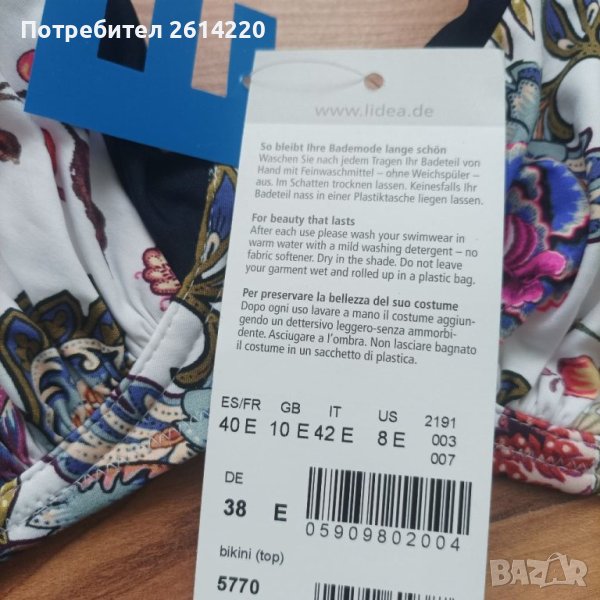 Потребител 2614220
www.lidea.de
So bleibt Ihre Bademode lange schön
Waschen Sie nach jedem Tragen Ihr Badeteil von
Hand mit Feinwaschmittel – ohne Weichspüler –
aus. Im Schatten trocknen lassen. Keinesfalls Ihr
Badeteil nass in einer Plastiktasche liegen lassen.
For beauty that lasts
After each use please wash your swimwear in
warm water with a mild washing detergent – no
fabric softener. Dry in the shade. Do not leave
your garment wet and rolled up in a plastic bag.
Per preservare la bellezza del suo costume
Dopo ogni uso lavare a mano il costume aggiun-
gendo un dettersivo leggero-senza ammorbi-
dente. Asciugare a l'ombra. Non lasciare bagnato
il costume in un sacchetto di plastica.
ES/FR GB IT US 2191
40 E 10 E 42 E 8 E 003
007
DE
38 E
05909802004
bikini (top)
5770
BAZAR